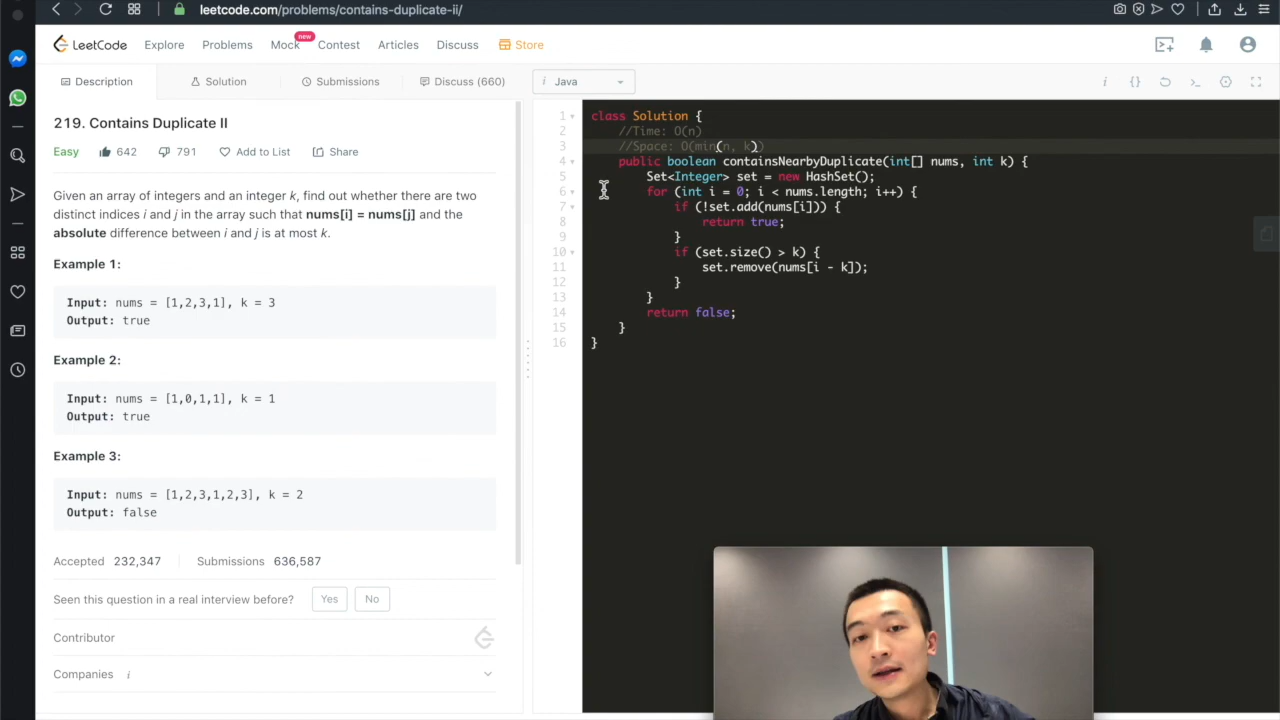 leetcode.com/problems/contains-duplicate-ii/
LeetCode Explore Problems Mock new Contest Articles Discuss Store
Description Solution Submissions Discuss (660) i Java
219. Contains Duplicate II
Easy 642 791 Add to List Share
Given an array of integers and an integer k, find out whether there are two
distinct indices i and j in the array such that nums[i] = nums[j] and the
absolute difference between i and j is at most k.
Example 1:
Input: nums = [1,2,3,1], k = 3
Output: true
Example 2:
Input: nums = [1,0,1,1], k = 1
Output: true
Example 3:
Input: nums = [1,2,3,1,2,3], k = 2
Output: false
Accepted 232,347 Submissions 636,587
Seen this question in a real interview before? Yes No
Contributor
Companies i
1 class Solution {
2 //Time: O(n)
3 //Space: O(min(n, k))
4 public boolean containsNearbyDuplicate(int[] nums, int k) {
5 Set<Integer> set = new HashSet();
6 for (int i = 0; i < nums.length; i++) {
7 if (!set.add(nums[i])) {
8 return true;
9 }
10 if (set.size() > k) {
11 set.remove(nums[i - k]);
12 }
13 }
14 return false;
15 }
16 }